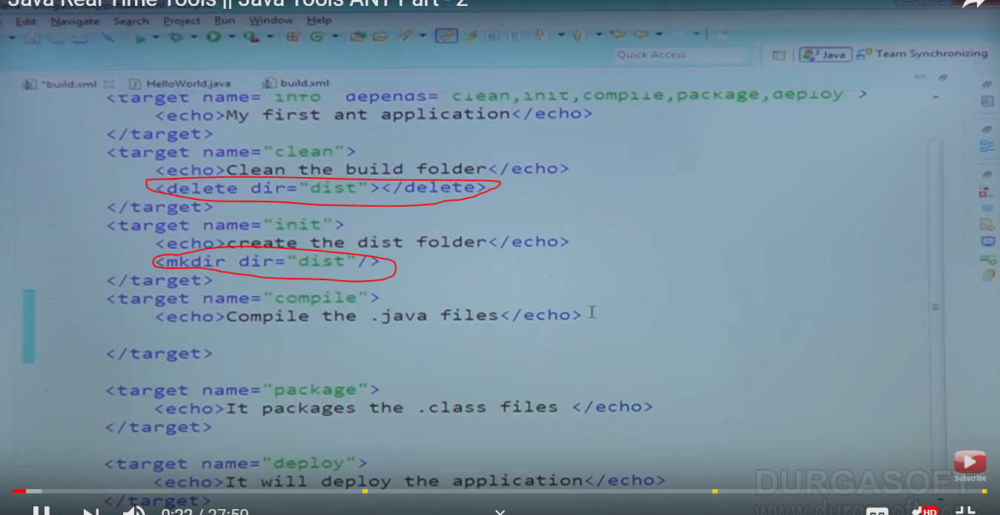 Java Real Time Tools || Java Tools ANT Part - 2
Edit Navigate Search Project Run Window Help
Quick Access
Java
Team Synchronizing
*build.xml
HelloWorld.java
build.xml
<target name="info" depends="clean,init,compile,package,deploy">
<echo>My first ant application</echo>
</target>
<target name="clean">
<echo>Clean the build folder</echo>
<delete dir="dist"></delete>
</target>
<target name="init">
<echo>create the dist folder</echo>
<mkdir dir="dist"/>
</target>
<target name="compile">
<echo>Compile the .java files</echo>
</target>
<target name="package">
<echo>It packages the .class files </echo>
</target>
<target name="deploy">
<echo>It will deploy the application</echo>
</target>
Subscribe
DURGASOFT
0:22 / 27:50
HD